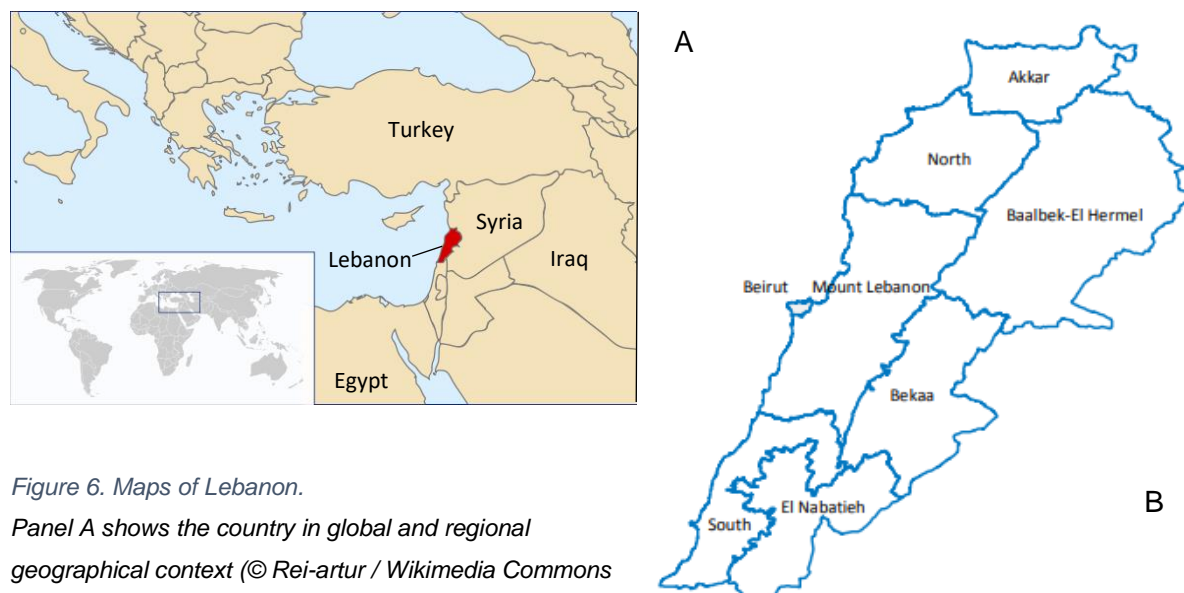 Turkey
Syria
Lebanon
Iraq
Egypt
A
Akkar
North
Baalbek-El Hermel
Beirut
Mount Lebanon
Bekaa
El Nabatieh
South
B
Figure 6. Maps of Lebanon.
Panel A shows the country in global and regional
geographical context (© Rei-artur / Wikimedia Commons